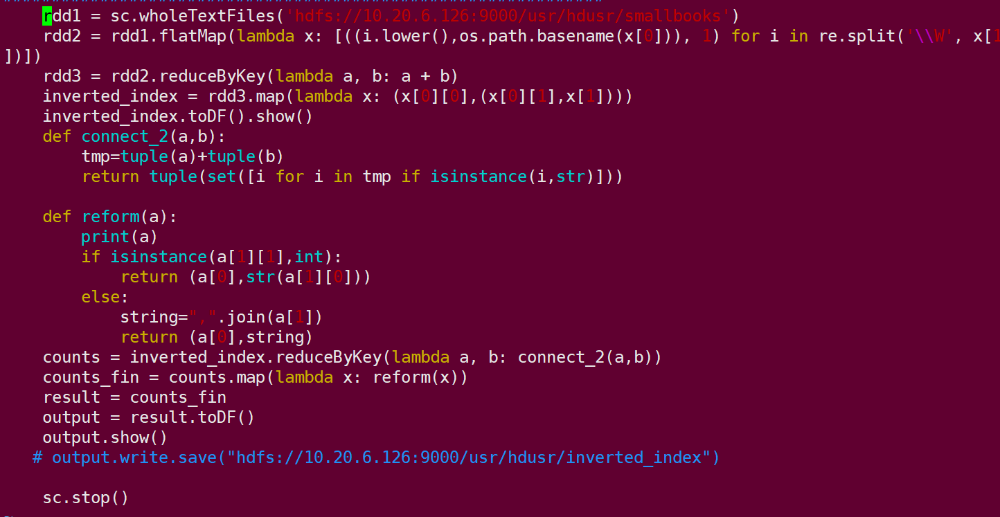 rdd1 = sc.wholeTextFiles('hdfs://10.20.6.126:9000/usr/hdusr/smallbooks')
rdd2 = rdd1.flatMap(lambda x: [((i.lower(),os.path.basename(x[0])), 1) for i in re.split('\\W', x[1
])])
rdd3 = rdd2.reduceByKey(lambda a, b: a + b)
inverted_index = rdd3.map(lambda x: (x[0][0],(x[0][1],x[1])))
inverted_index.toDF().show()
def connect_2(a,b):
tmp=tuple(a)+tuple(b)
return tuple(set([i for i in tmp if isinstance(i,str)]))
def reform(a):
print(a)
if isinstance(a[1][1],int):
return (a[0],str(a[1][0]))
else:
string=",".join(a[1])
return (a[0],string)
counts = inverted_index.reduceByKey(lambda a, b: connect_2(a,b))
counts_fin = counts.map(lambda x: reform(x))
result = counts_fin
output = result.toDF()
output.show()
# output.write.save("hdfs://10.20.6.126:9000/usr/hdusr/inverted_index")
sc.stop()